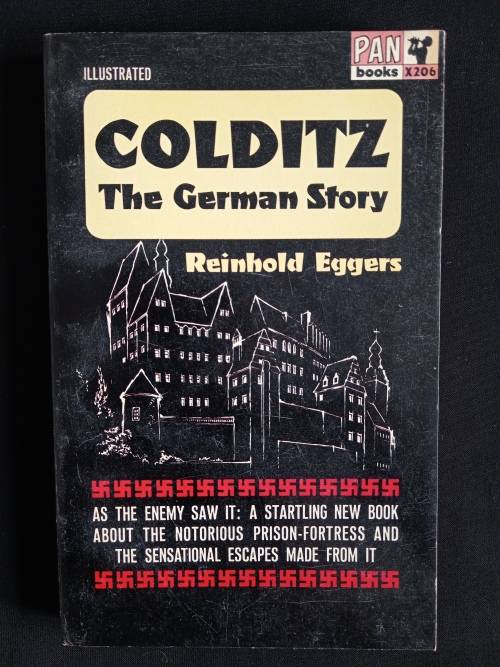 ILLUSTRATED
PAN
books X206
COLDITZ
The German Story
Reinhold Eggers
AS THE ENEMY SAW IT: A STARTLING NEW BOOK
ABOUT THE NOTORIOUS PRISON-FORTRESS AND
THE SENSATIONAL ESCAPES MADE FROM IT